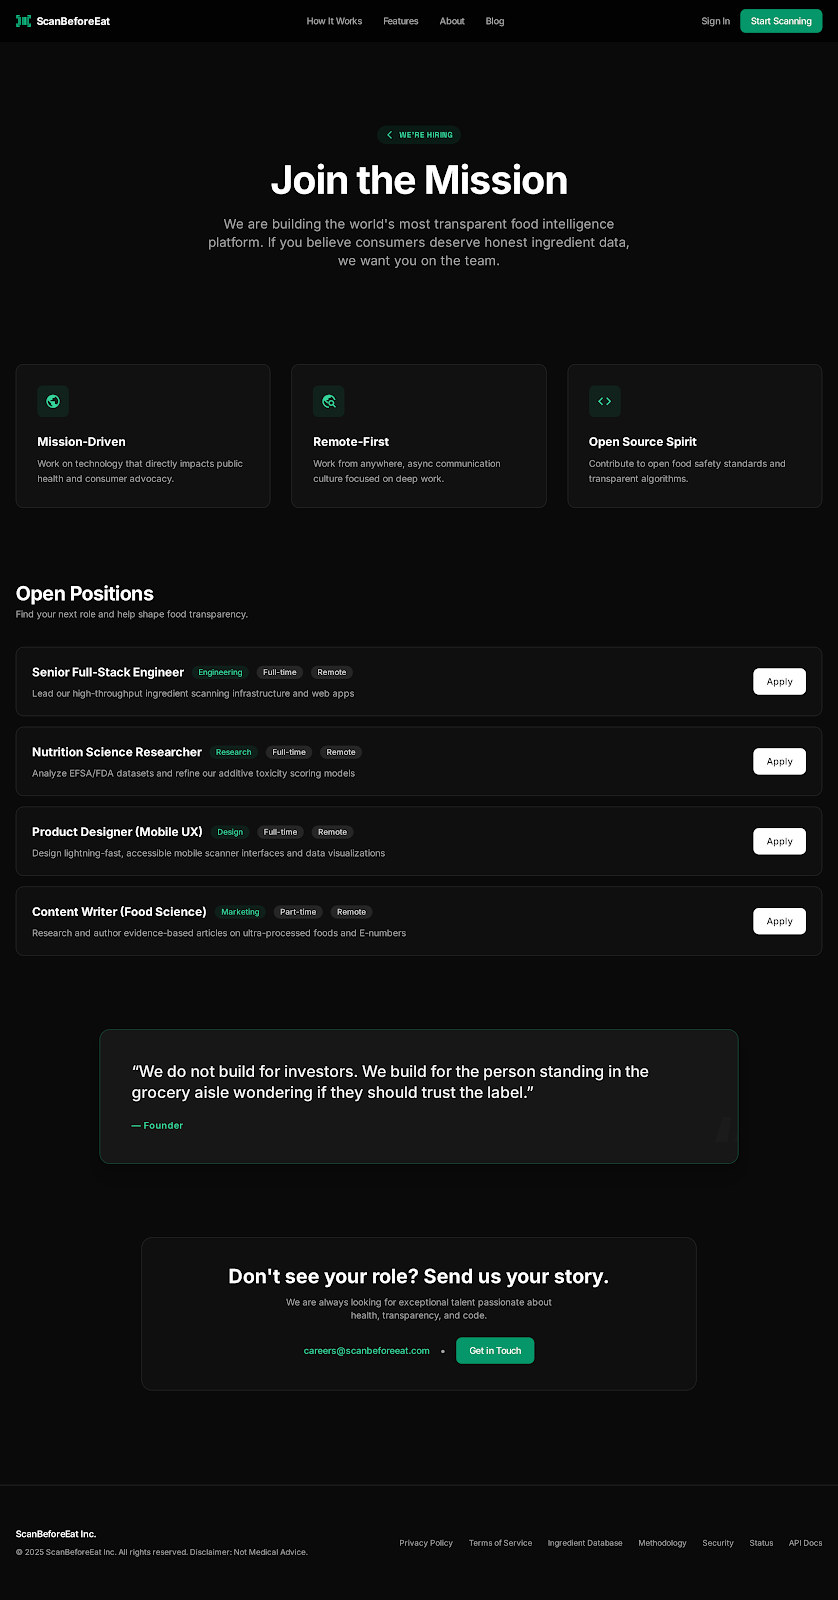 ScanBeforeEat
How It Works
Features
About
Blog
Sign In
Start Scanning
WE'RE HIRING
Join the Mission
We are building the world's most transparent food intelligence
platform. If you believe consumers deserve honest ingredient data,
we want you on the team.
Mission-Driven
Work on technology that directly impacts public
health and consumer advocacy.
Remote-First
Work from anywhere, async communication
culture focused on deep work.
Open Source Spirit
Contribute to open food safety standards and
transparent algorithms.
Open Positions
Find your next role and help shape food transparency.
Senior Full-Stack Engineer Engineering Full-time Remote
Lead our high-throughput ingredient scanning infrastructure and web apps
Apply
Nutrition Science Researcher Research Full-time Remote
Analyze EFSA/FDA datasets and refine our additive toxicity scoring models
Apply
Product Designer (Mobile UX) Design Full-time Remote
Design lightning-fast, accessible mobile scanner interfaces and data visualizations
Apply
Content Writer (Food Science) Marketing Part-time Remote
Research and author evidence-based articles on ultra-processed foods and E-numbers
Apply
“We do not build for investors. We build for the person standing in the
grocery aisle wondering if they should trust the label.”
— Founder
Don't see your role? Send us your story.
We are always looking for exceptional talent passionate about
health, transparency, and code.
careers@scanbeforeeat.com • Get in Touch
ScanBeforeEat Inc.
© 2025 ScanBeforeEat Inc. All rights reserved. Disclaimer: Not Medical Advice.
Privacy Policy
Terms of Service
Ingredient Database
Methodology
Security
Status
API Docs